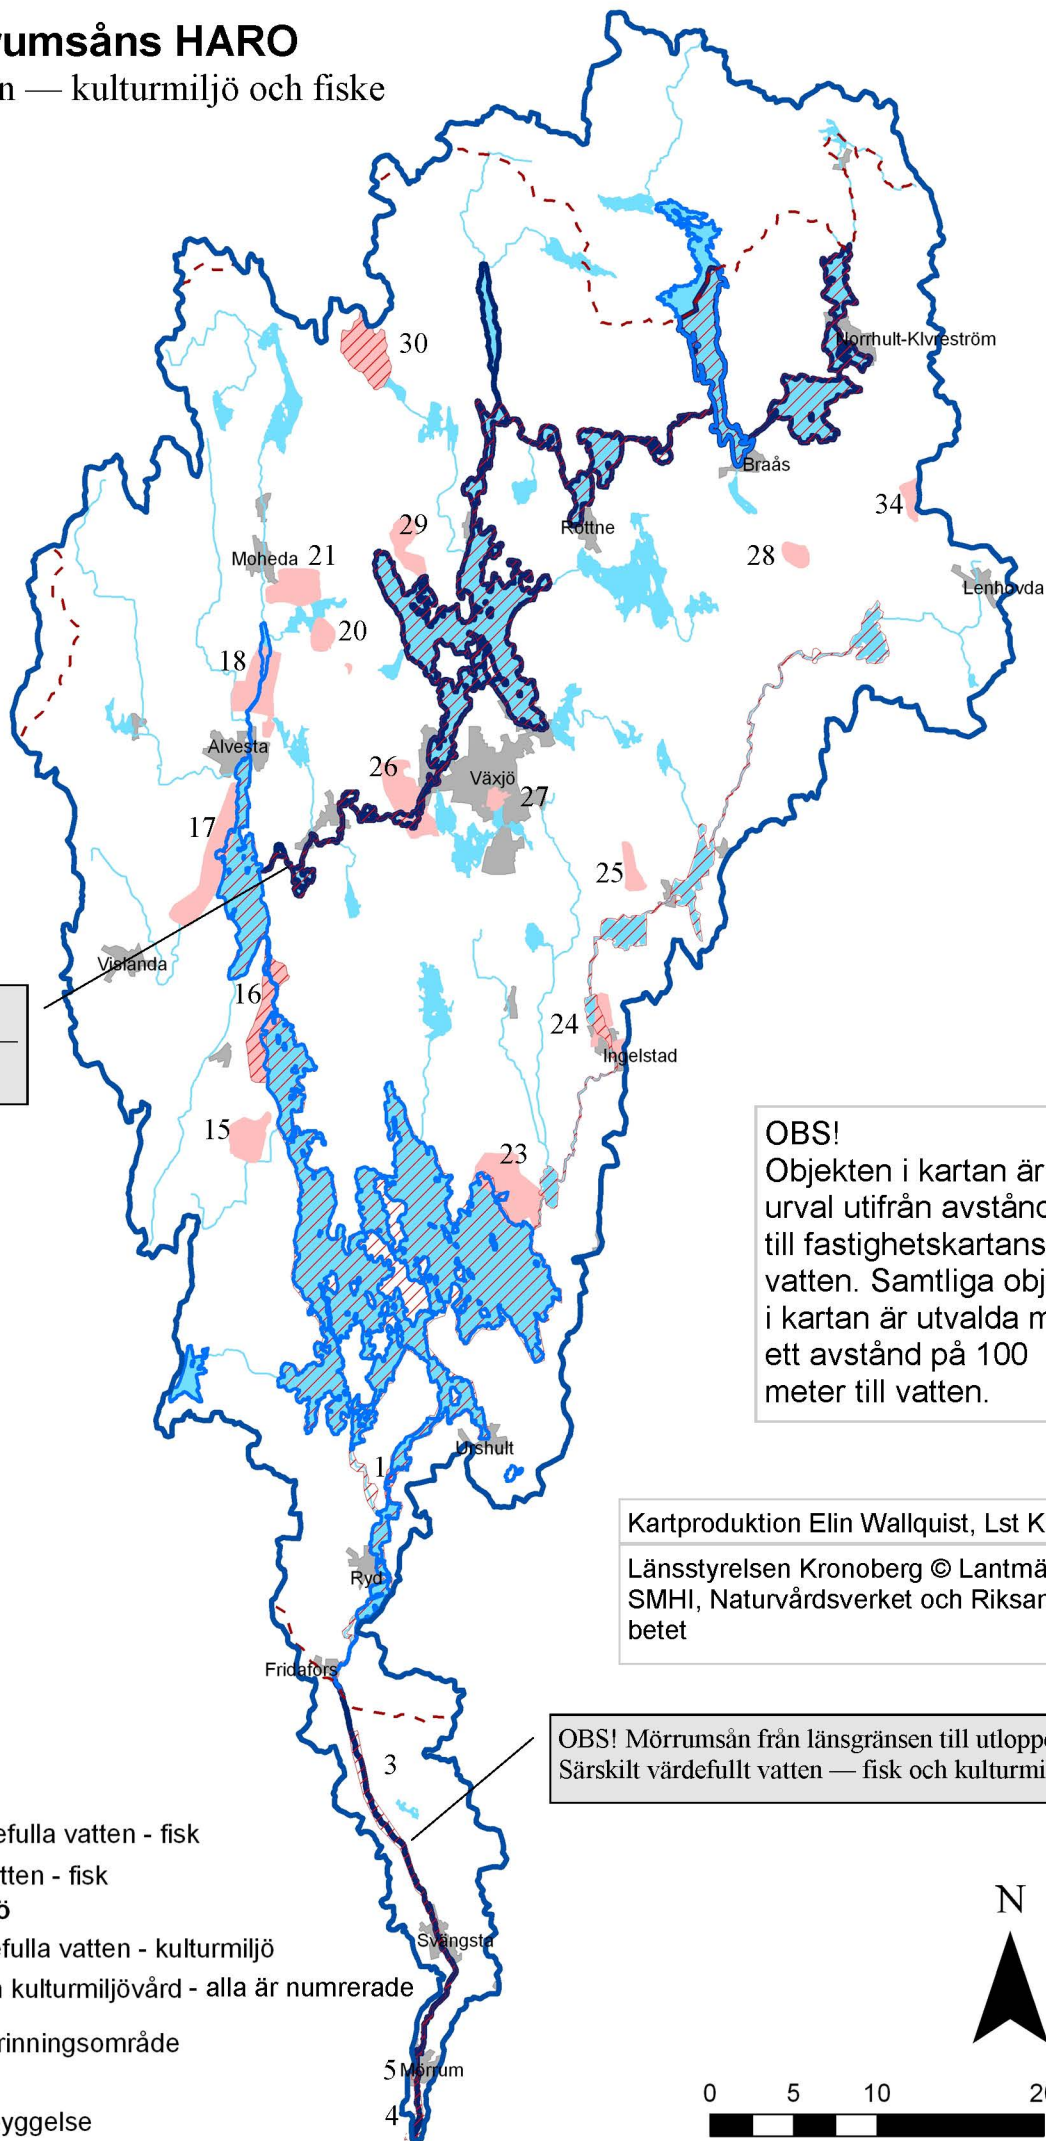 rumsåns HARO
n — kulturmiljö och fiske
30
Norrhult-Klvreström
Braås
34
29
Rottne
28
Moheda
21
Lenhovda
20
18
Alvesta
26
Växjö
27
17
25
Vislanda
16
24
Ingelstad
15
23
OBS!
Objekten i kartan är
urval utifrån avstånd
till fastighetskartans
vatten. Samtliga obj
i kartan är utvalda m
ett avstånd på 100
meter till vatten.
Urshult
1
Kartproduktion Elin Wallquist, Lst K
Länsstyrelsen Kronoberg © Lantmä
SMHI, Naturvårdsverket och Riksan
betet
Ryd
Fridafors
OBS! Mörrumsån från länsgränsen till utloppe
Särskilt värdefullt vatten — fisk och kulturmi
3
efulla vatten - fisk
tten - fisk
ö
efulla vatten - kulturmiljö
n kulturmiljövård - alla är numrerade
rinningsområde
yggelse
N
Svängsta
5
Mörrum
4
0 5 10 20